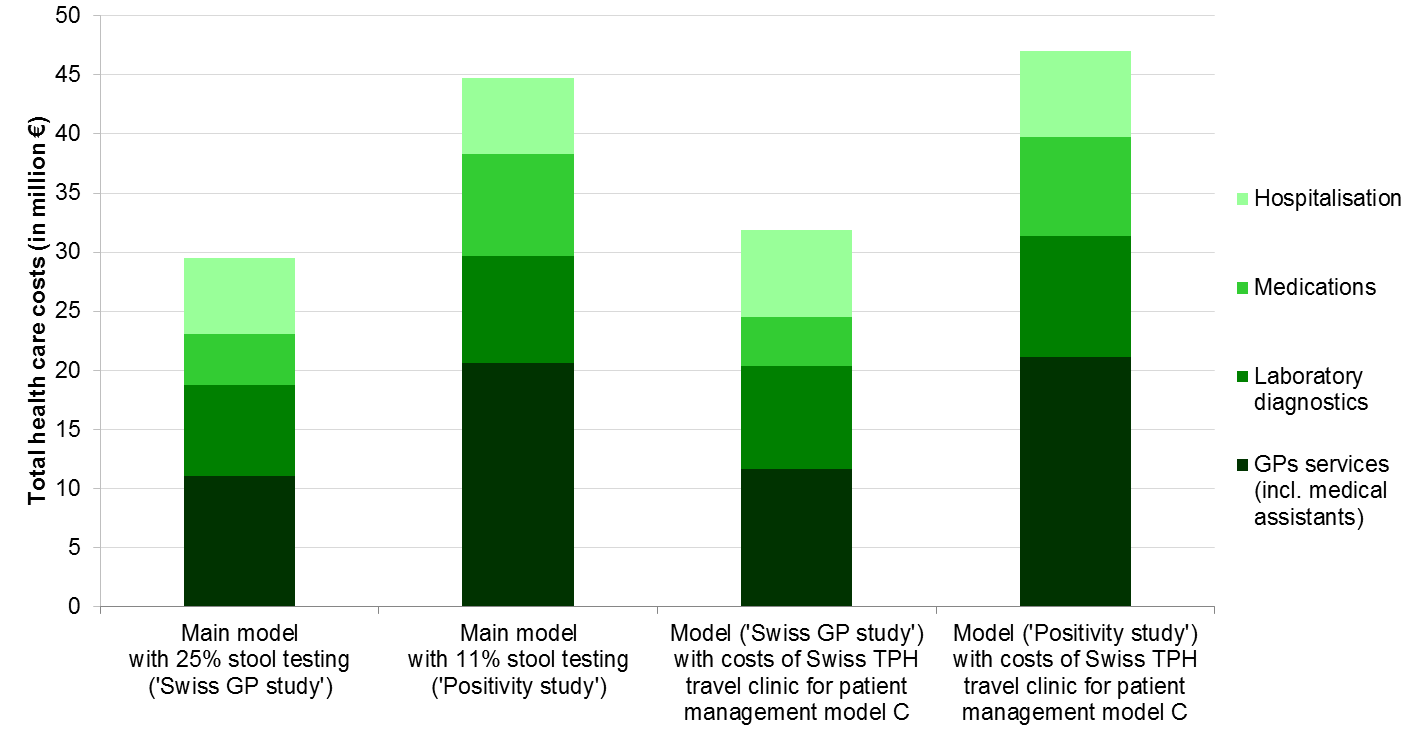 Total health care costs (in million €)
50
45
40
35
30
25
20
15
10
5
0
Main model
with 25% stool testing
('Swiss GP study')
Main model
with 11% stool testing
('Positivity study')
Model ('Swiss GP study')
with costs of Swiss TPH
travel clinic for patient
management model C
Model ('Positivity study')
with costs of Swiss TPH
travel clinic for patient
management model C
Hospitalisation
Medications
Laboratory
diagnostics
GPs services
(incl. medical
assistants)